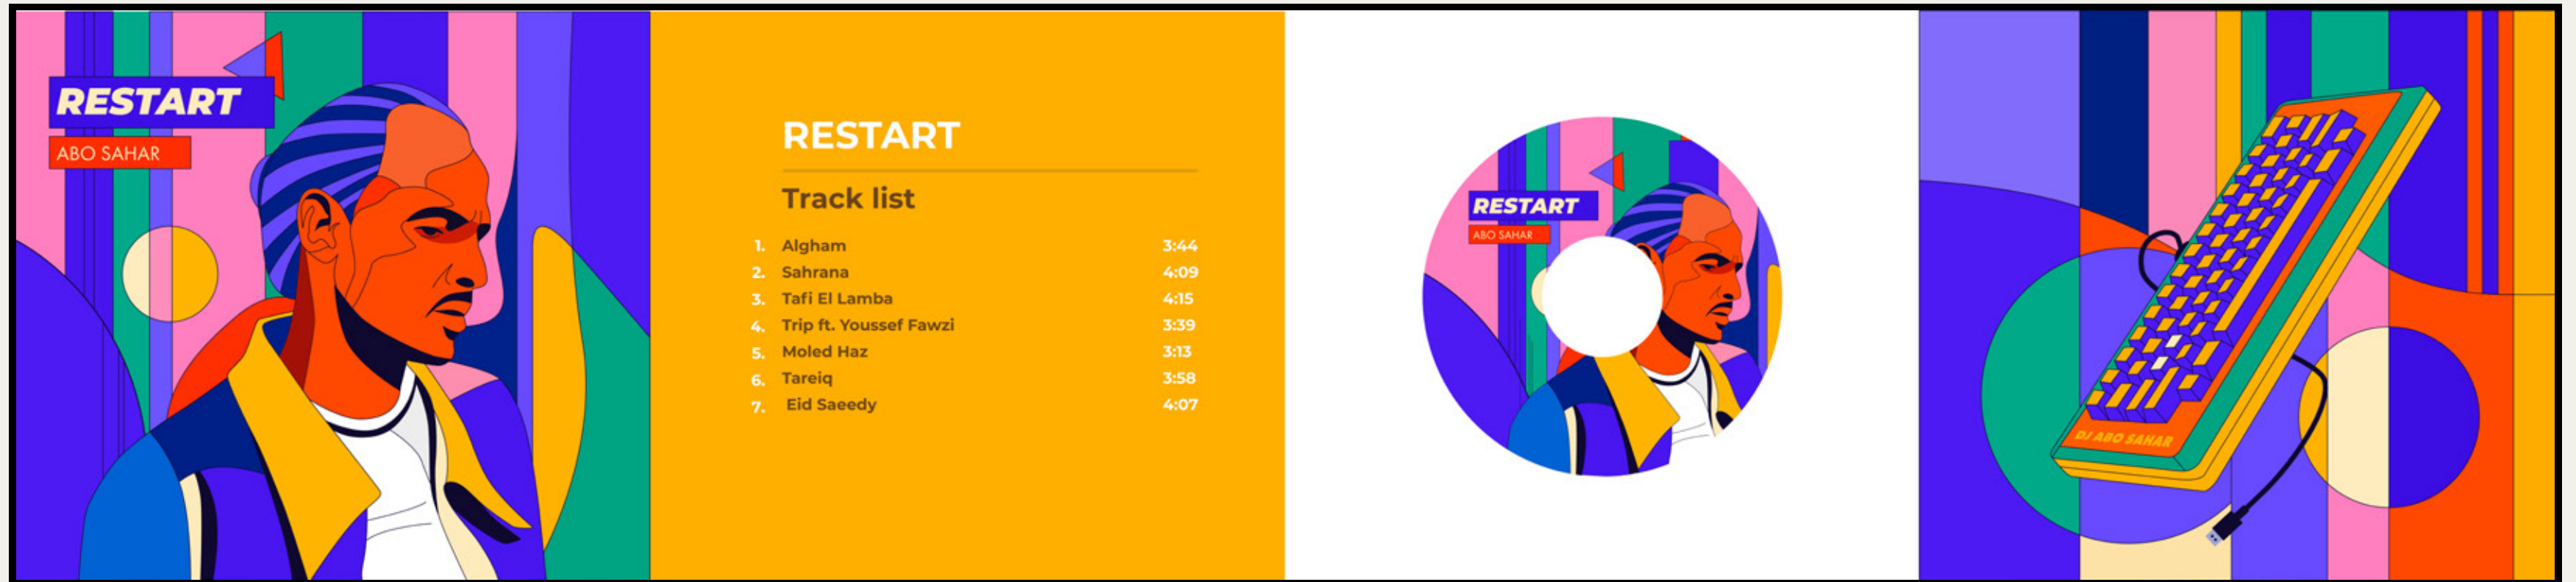 RESTART
ABO SAHAR
RESTART
Track list
1. Algham 3:44
2. Sahrana 4:09
3. Tafi El Lamba 4:15
4. Trip ft. Youssef Fawzi 3:39
5. Moled Haz 3:13
6. Tareiq 3:58
7. Eid Saeedy 4:07
RESTART
ABO SAHAR
DJ ABO SAHAR